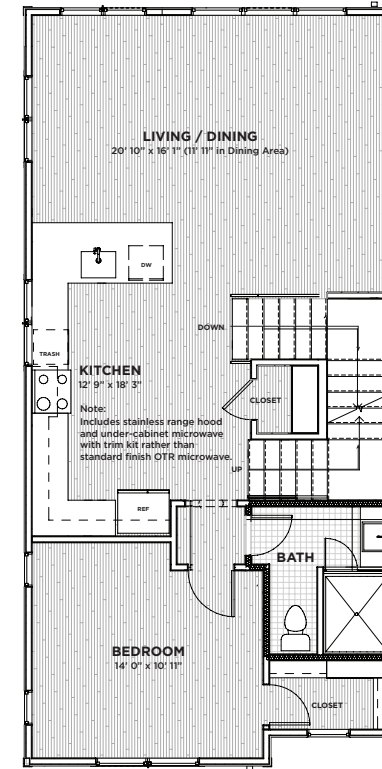 LIVING / DINING
20' 10" x 16' 1" (11' 11" in Dining Area)
DW
DOWN
TRASH
KITCHEN
12' 9" x 18' 3"
CLOSET
Note:
Includes stainless range hood
and under-cabinet microwave
with trim kit rather than
standard finish OTR microwave.
UP
REF
BATH
BEDROOM
14' 0" x 10' 11"
CLOSET